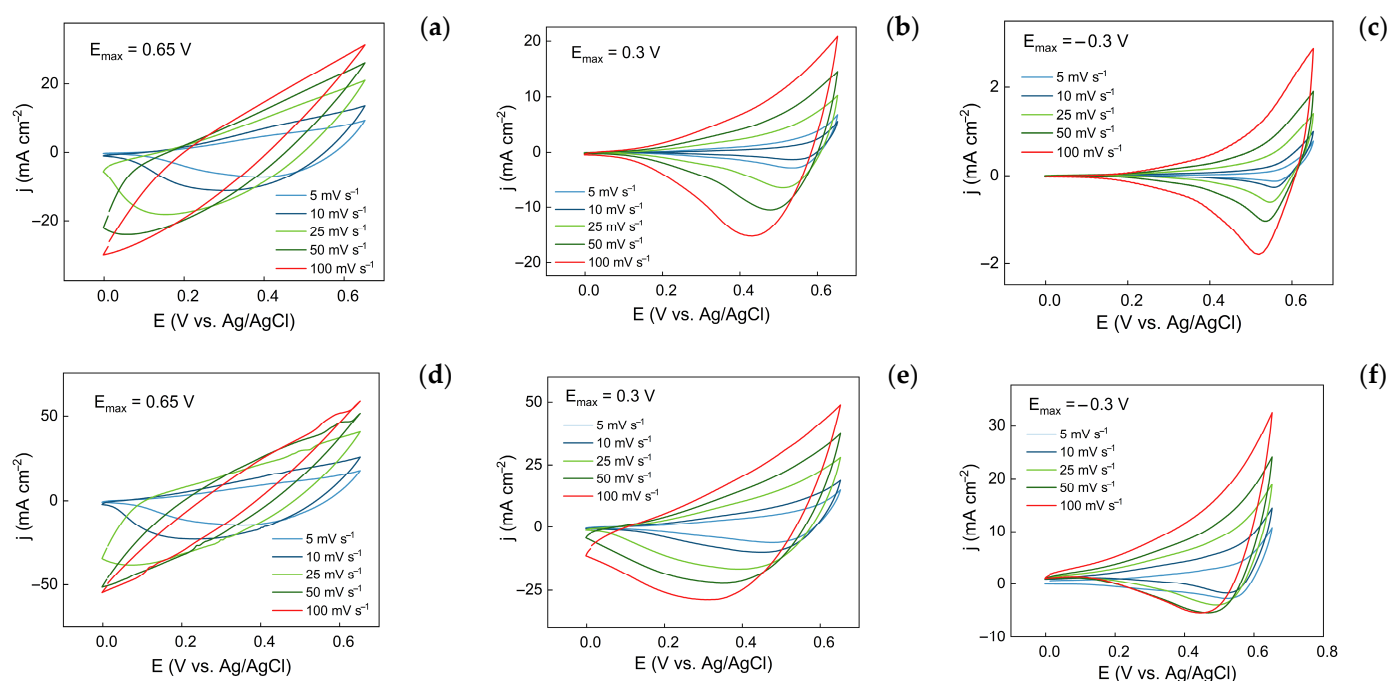 (a)
E_max = 0.65 V
j (mA cm⁻²)
20
0
−20
5 mV s⁻¹
10 mV s⁻¹
25 mV s⁻¹
50 mV s⁻¹
100 mV s⁻¹
0.0 0.2 0.4 0.6
E (V vs. Ag/AgCl)
(b)
E_max = 0.3 V
j (mA cm⁻²)
20
10
0
−10
−20
5 mV s⁻¹
10 mV s⁻¹
25 mV s⁻¹
50 mV s⁻¹
100 mV s⁻¹
0.0 0.2 0.4 0.6
E (V vs. Ag/AgCl)
(c)
E_max = −0.3 V
j (mA cm⁻²)
2
0
−2
5 mV s⁻¹
10 mV s⁻¹
25 mV s⁻¹
50 mV s⁻¹
100 mV s⁻¹
0.0 0.2 0.4 0.6
E (V vs. Ag/AgCl)
(d)
E_max = 0.65 V
j (mA cm⁻²)
50
0
−50
5 mV s⁻¹
10 mV s⁻¹
25 mV s⁻¹
50 mV s⁻¹
100 mV s⁻¹
0.0 0.2 0.4 0.6
E (V vs. Ag/AgCl)
(e)
E_max = 0.3 V
j (mA cm⁻²)
50
25
0
−25
5 mV s⁻¹
10 mV s⁻¹
25 mV s⁻¹
50 mV s⁻¹
100 mV s⁻¹
0.0 0.2 0.4 0.6
E (V vs. Ag/AgCl)
(f)
E_max = −0.3 V
j (mA cm⁻²)
30
20
10
0
−10
5 mV s⁻¹
10 mV s⁻¹
25 mV s⁻¹
50 mV s⁻¹
100 mV s⁻¹
0.0 0.2 0.4 0.6 0.8
E (V vs. Ag/AgCl)